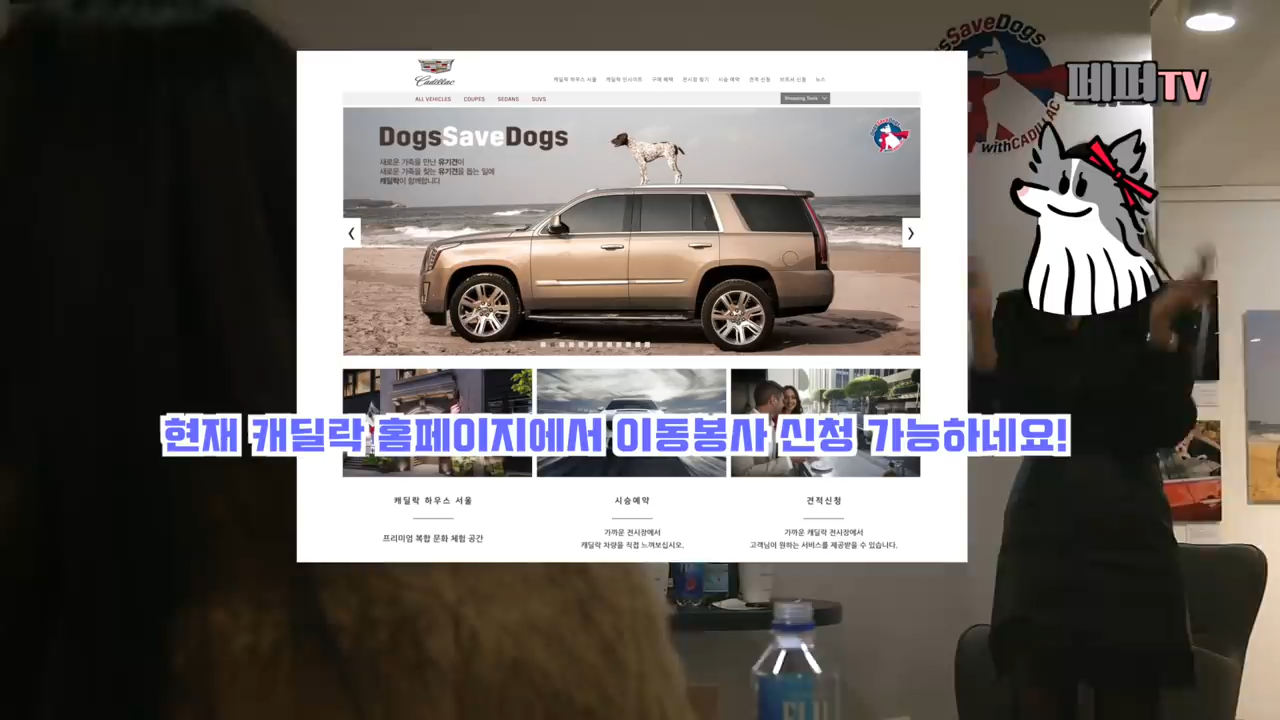 DogsSaveDogs
withCADILLAC
페퍼TV
Cadillac
캐딜락 하우스 서울 캐딜락 인사이트 구매 혜택 전시장 찾기 시승 예약 견적 신청 브로셔 신청 뉴스
ALL VEHICLES COUPES SEDANS SUVS
Shopping Tools
DogsSaveDogs
새로운 가족을 만난 유기견이
새로운 가족을 찾는 유기견을 돕는 일에
캐딜락이 함께합니다
현재 캐딜락 홈페이지에서 이동봉사 신청 가능하네요!
캐딜락 하우스 서울
프리미엄 복합 문화 체험 공간
시승예약
가까운 전시장에서
캐딜락 차량을 직접 느껴보십시오.
견적신청
가까운 캐딜락 전시장에서
고객님이 원하는 서비스를 제공받을 수 있습니다.